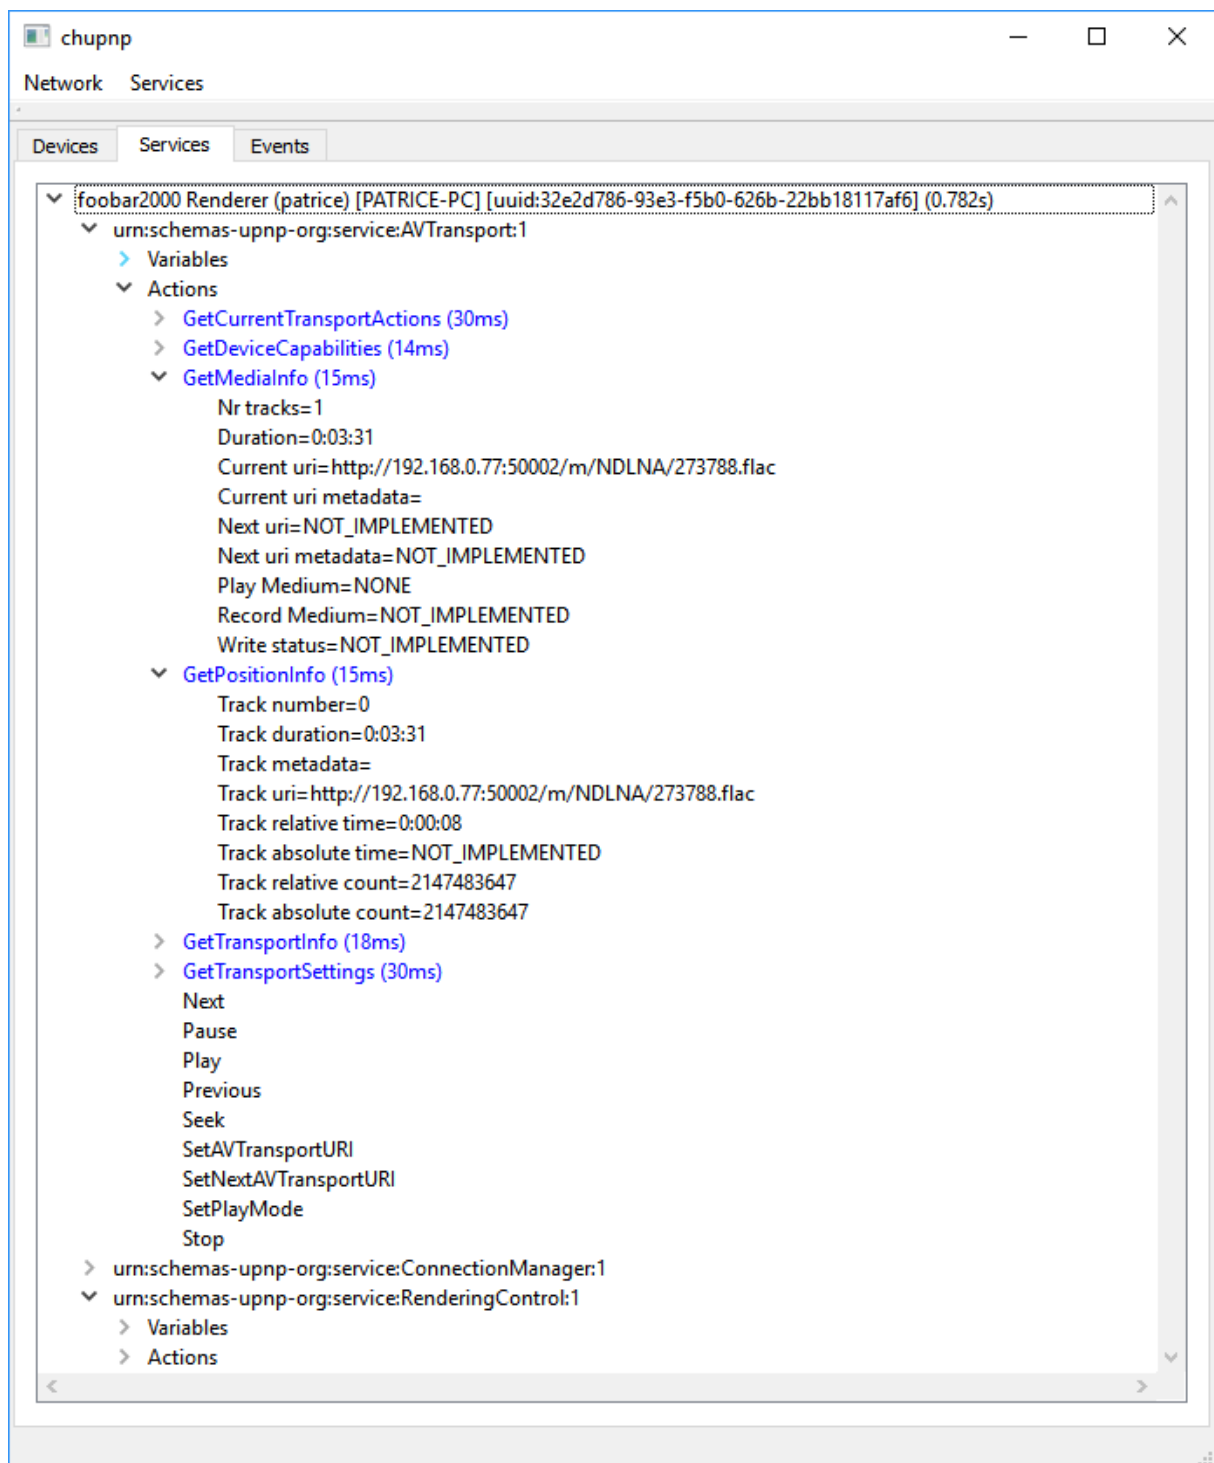 chupnp
Network Services
Devices Services Events
foobar2000 Renderer (patrice) [PATRICE-PC] [uuid:32e2d786-93e3-f5b0-626b-22bb18117af6] (0.782s)
urn:schemas-upnp-org:service:AVTransport:1
Variables
Actions
GetCurrentTransportActions (30ms)
GetDeviceCapabilities (14ms)
GetMediaInfo (15ms)
Nr tracks=1
Duration=0:03:31
Current uri=http://192.168.0.77:50002/m/NDLNA/273788.flac
Current uri metadata=
Next uri=NOT_IMPLEMENTED
Next uri metadata=NOT_IMPLEMENTED
Play Medium=NONE
Record Medium=NOT_IMPLEMENTED
Write status=NOT_IMPLEMENTED
GetPositionInfo (15ms)
Track number=0
Track duration=0:03:31
Track metadata=
Track uri=http://192.168.0.77:50002/m/NDLNA/273788.flac
Track relative time=0:00:08
Track absolute time=NOT_IMPLEMENTED
Track relative count=2147483647
Track absolute count=2147483647
GetTransportInfo (18ms)
GetTransportSettings (30ms)
Next
Pause
Play
Previous
Seek
SetAVTransportURI
SetNextAVTransportURI
SetPlayMode
Stop
urn:schemas-upnp-org:service:ConnectionManager:1
urn:schemas-upnp-org:service:RenderingControl:1
Variables
Actions